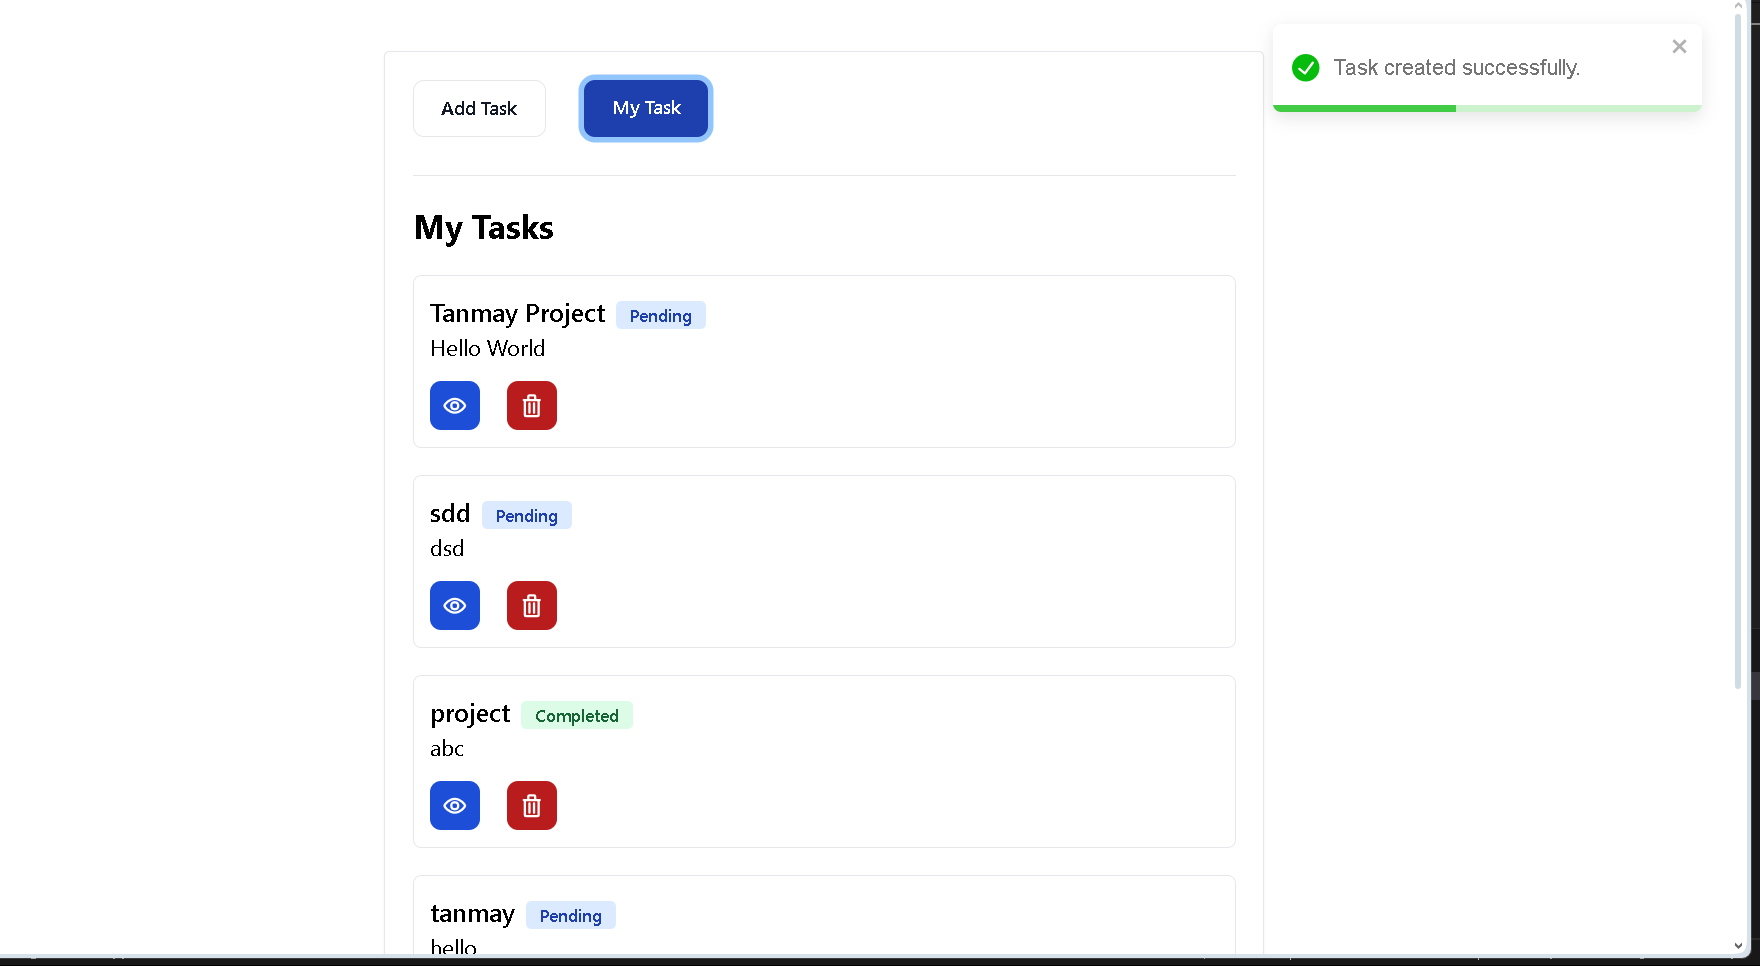 Add Task
My Task
Task created successfully.
My Tasks
Tanmay Project Pending
Hello World
sdd Pending
dsd
project Completed
abc
tanmay Pending
hello